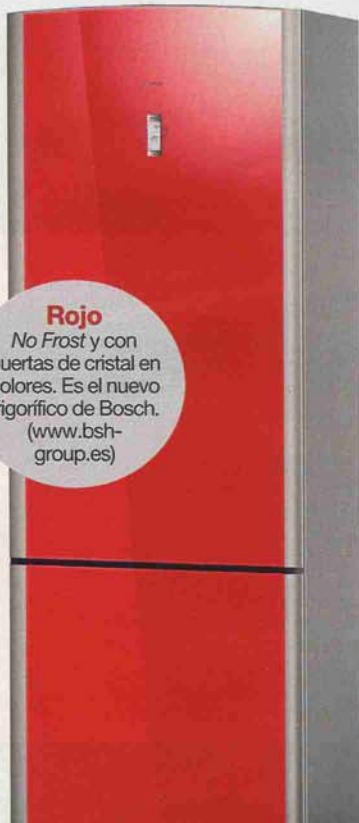 Rojo
No Frost y con
uertas de cristal en
olores. Es el nuevo
rigorífico de Bosch.
(www.bsh-
group.es)